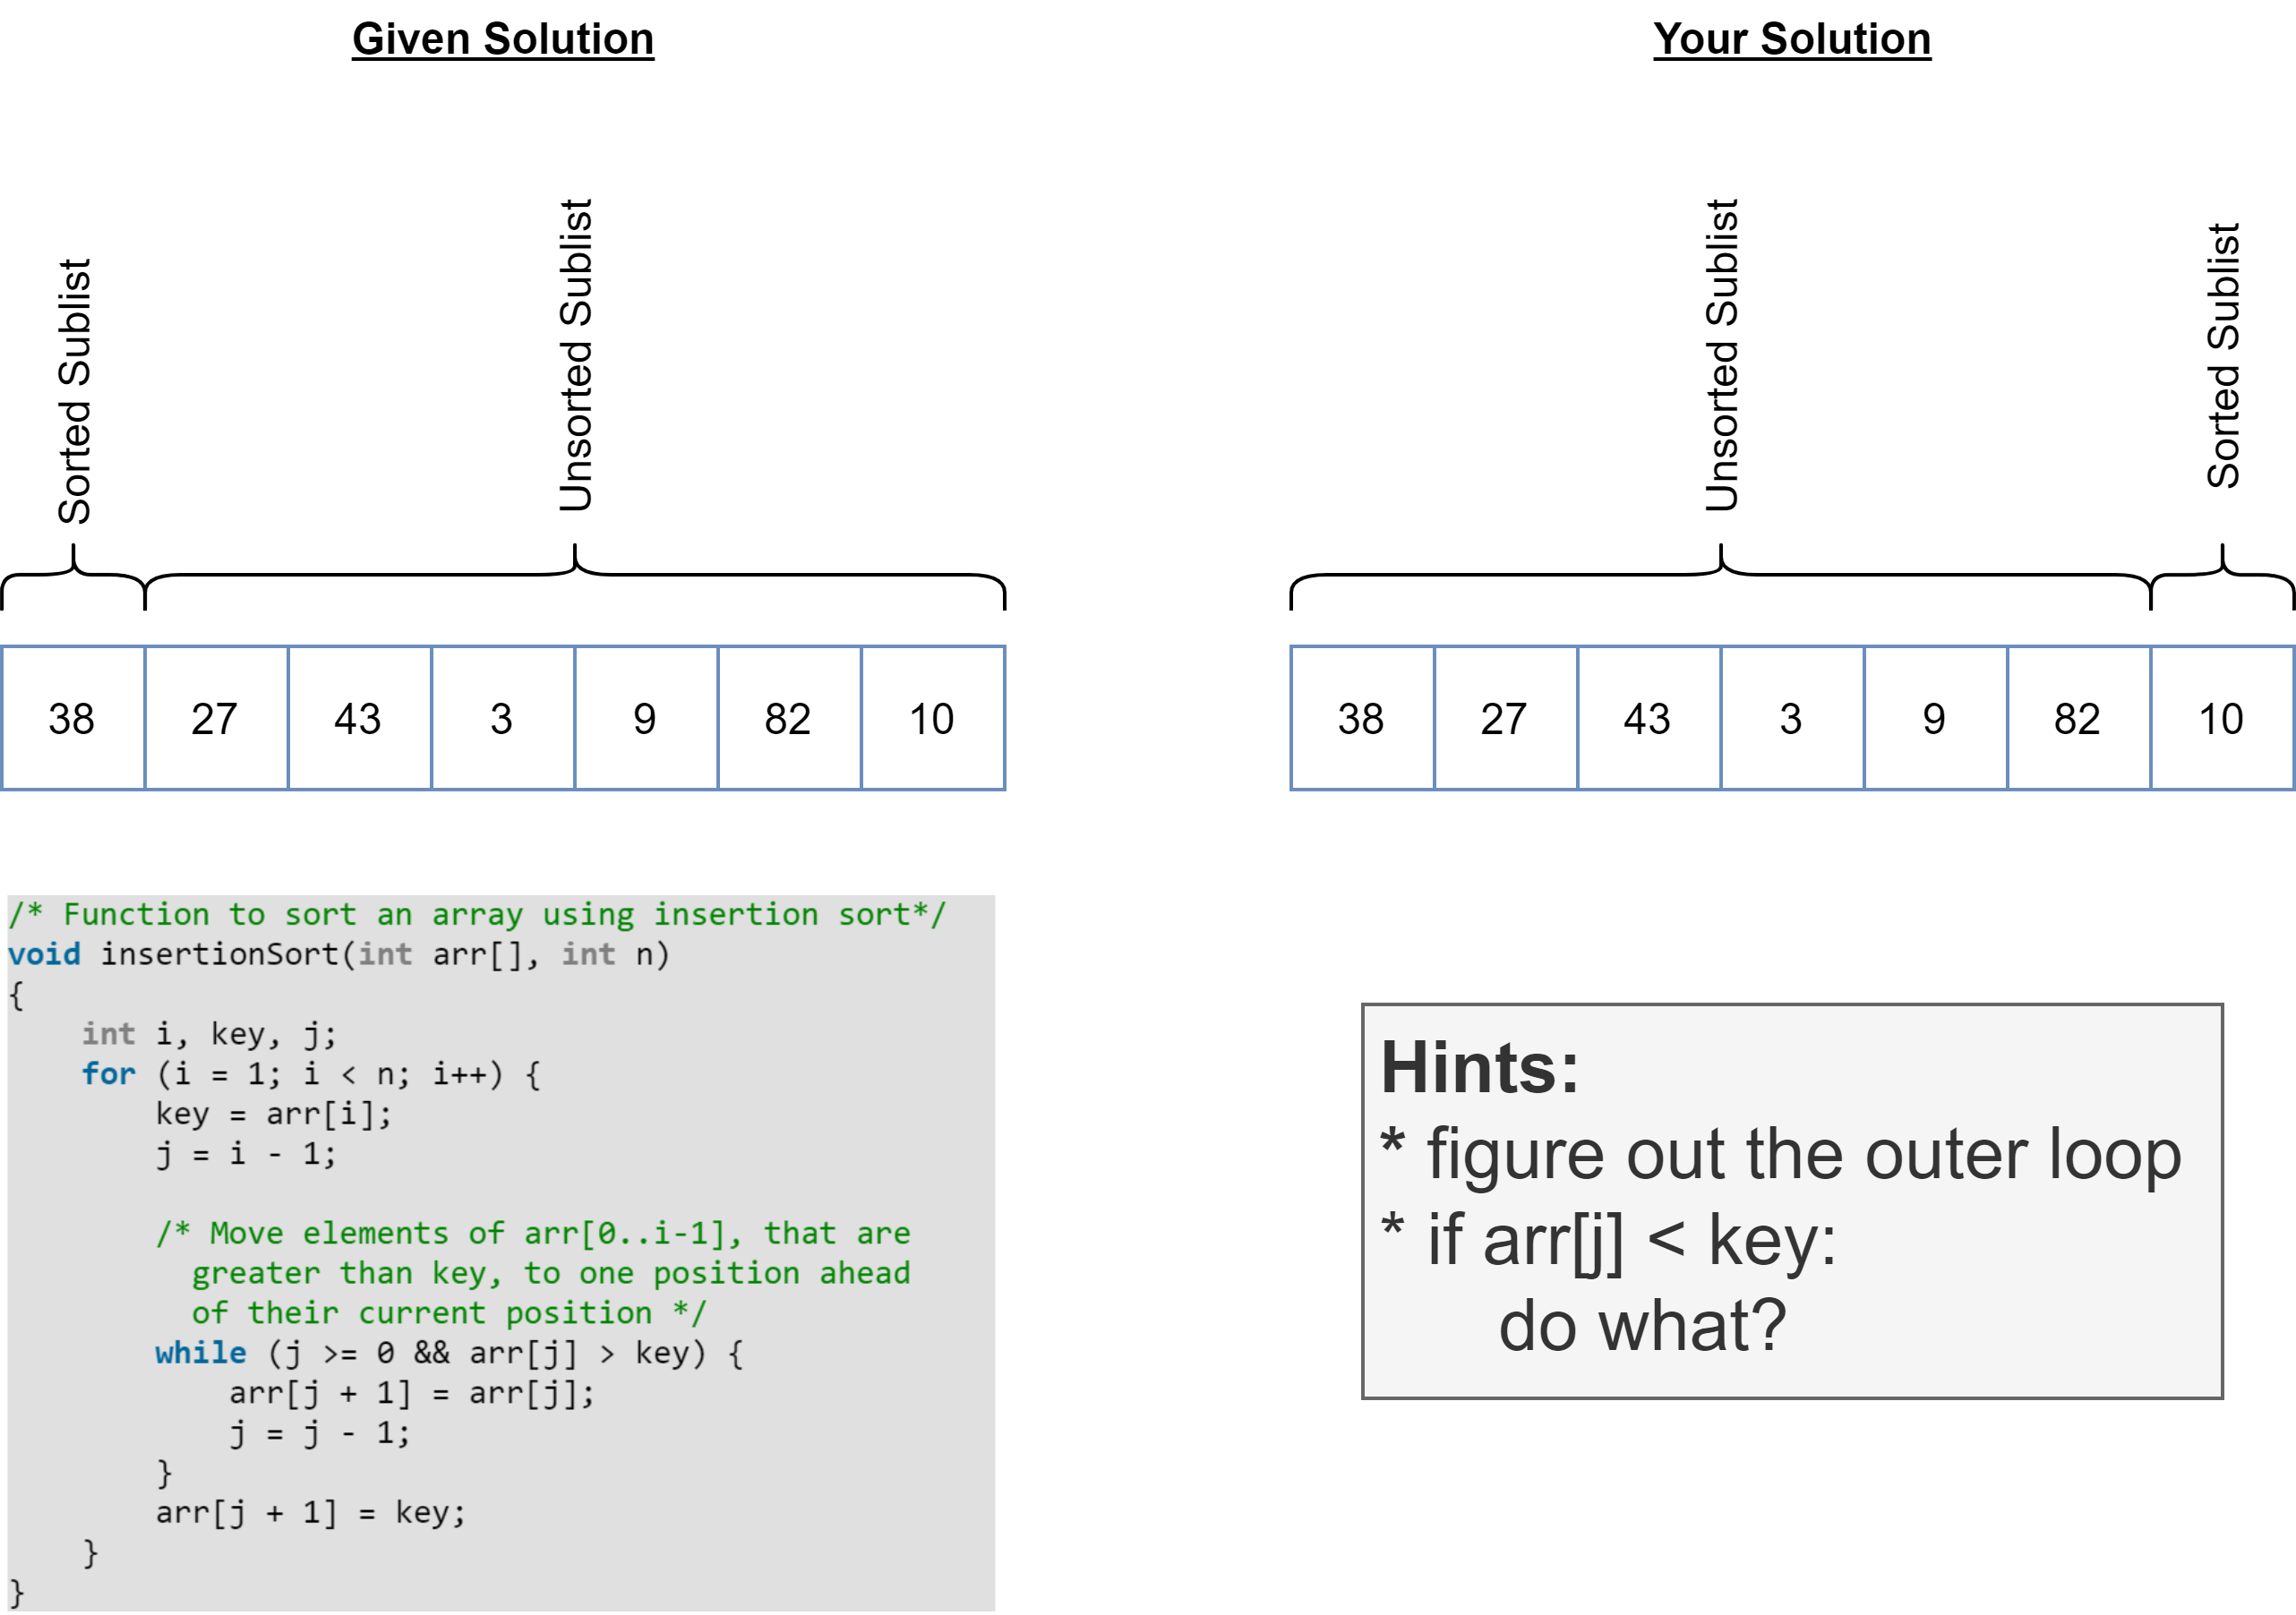 Given Solution
Sorted Sublist
Unsorted Sublist
38 27 43 3 9 82 10
/* Function to sort an array using insertion sort*/
void insertionSort(int arr[], int n)
{
    int i, key, j;
    for (i = 1; i < n; i++) {
        key = arr[i];
        j = i - 1;

        /* Move elements of arr[0..i-1], that are
          greater than key, to one position ahead
          of their current position */
        while (j >= 0 && arr[j] > key) {
            arr[j + 1] = arr[j];
            j = j - 1;
        }
        arr[j + 1] = key;
    }
}
Your Solution
Unsorted Sublist
Sorted Sublist
38 27 43 3 9 82 10
Hints:
* figure out the outer loop
* if arr[j] < key:
do what?